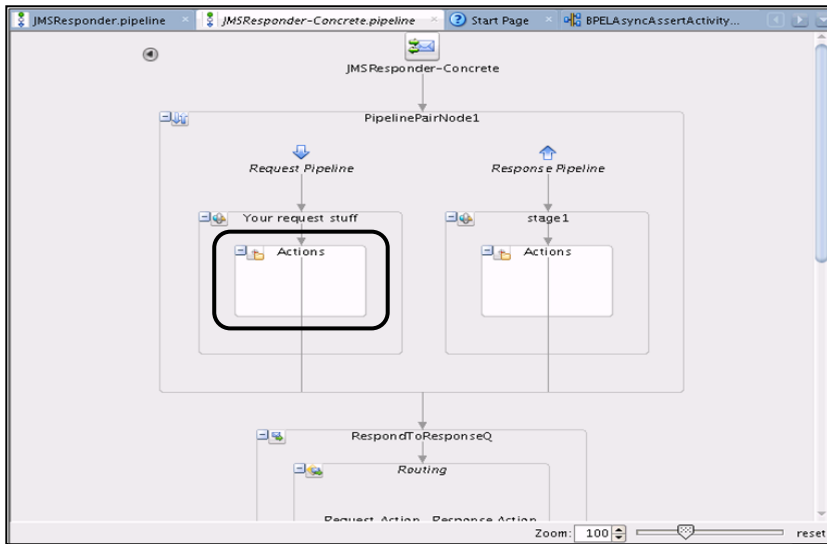 JMSResponder.pipeline
JMSResponder-Concrete.pipeline
Start Page
BPELAsyncAssertActivity...
JMSResponder-Concrete
PipelinePairNode1
Request Pipeline
Response Pipeline
Your request stuff
stage1
Actions
Actions
RespondToResponseQ
Routing
Request Action
Response Action
Zoom: 100
reset